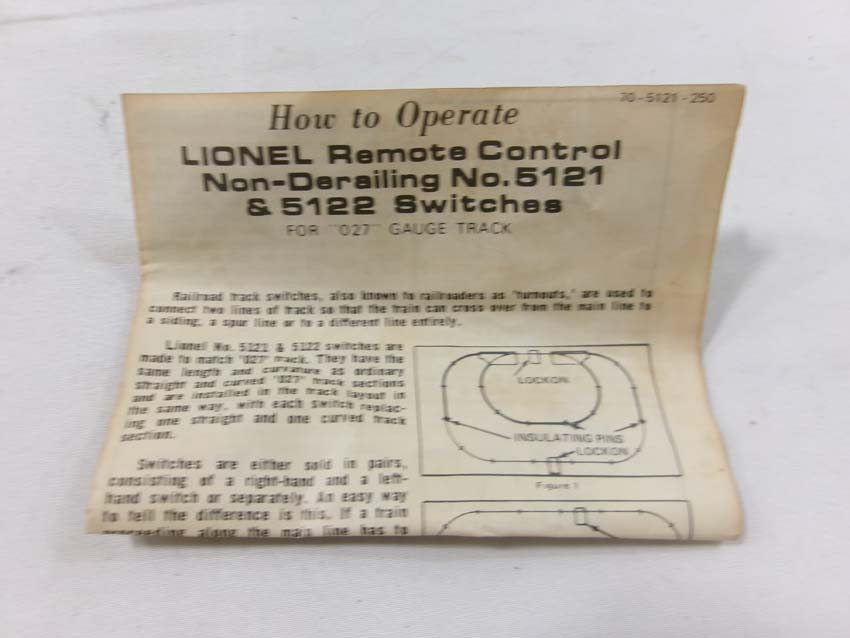 70-5121-250
How to Operate
LIONEL Remote Control
Non-Derailing No. 5121
& 5122 Switches
FOR "027" GAUGE TRACK
Railroad track switches, also known to railroaders as "turnouts," are used to
connect two lines of track so that the train can cross over from the main line to
a siding, a spur line or to a different line entirely.
Lionel No. 5121 & 5122 switches are
made to match "027" track. They have the
same length and curvature as ordinary
straight and curved "027" track sections
and are installed in the track layout in
the same way, with each switch replac-
ing one straight and one curved track
section.
Switches are either sold in pairs,
consisting of a right-hand and a left-
hand switch or separately. An easy way
to tell the difference is this. If a train
proceeding along the main line has to
LOCKON
INSULATING PINS
LOCKON
Figure 1